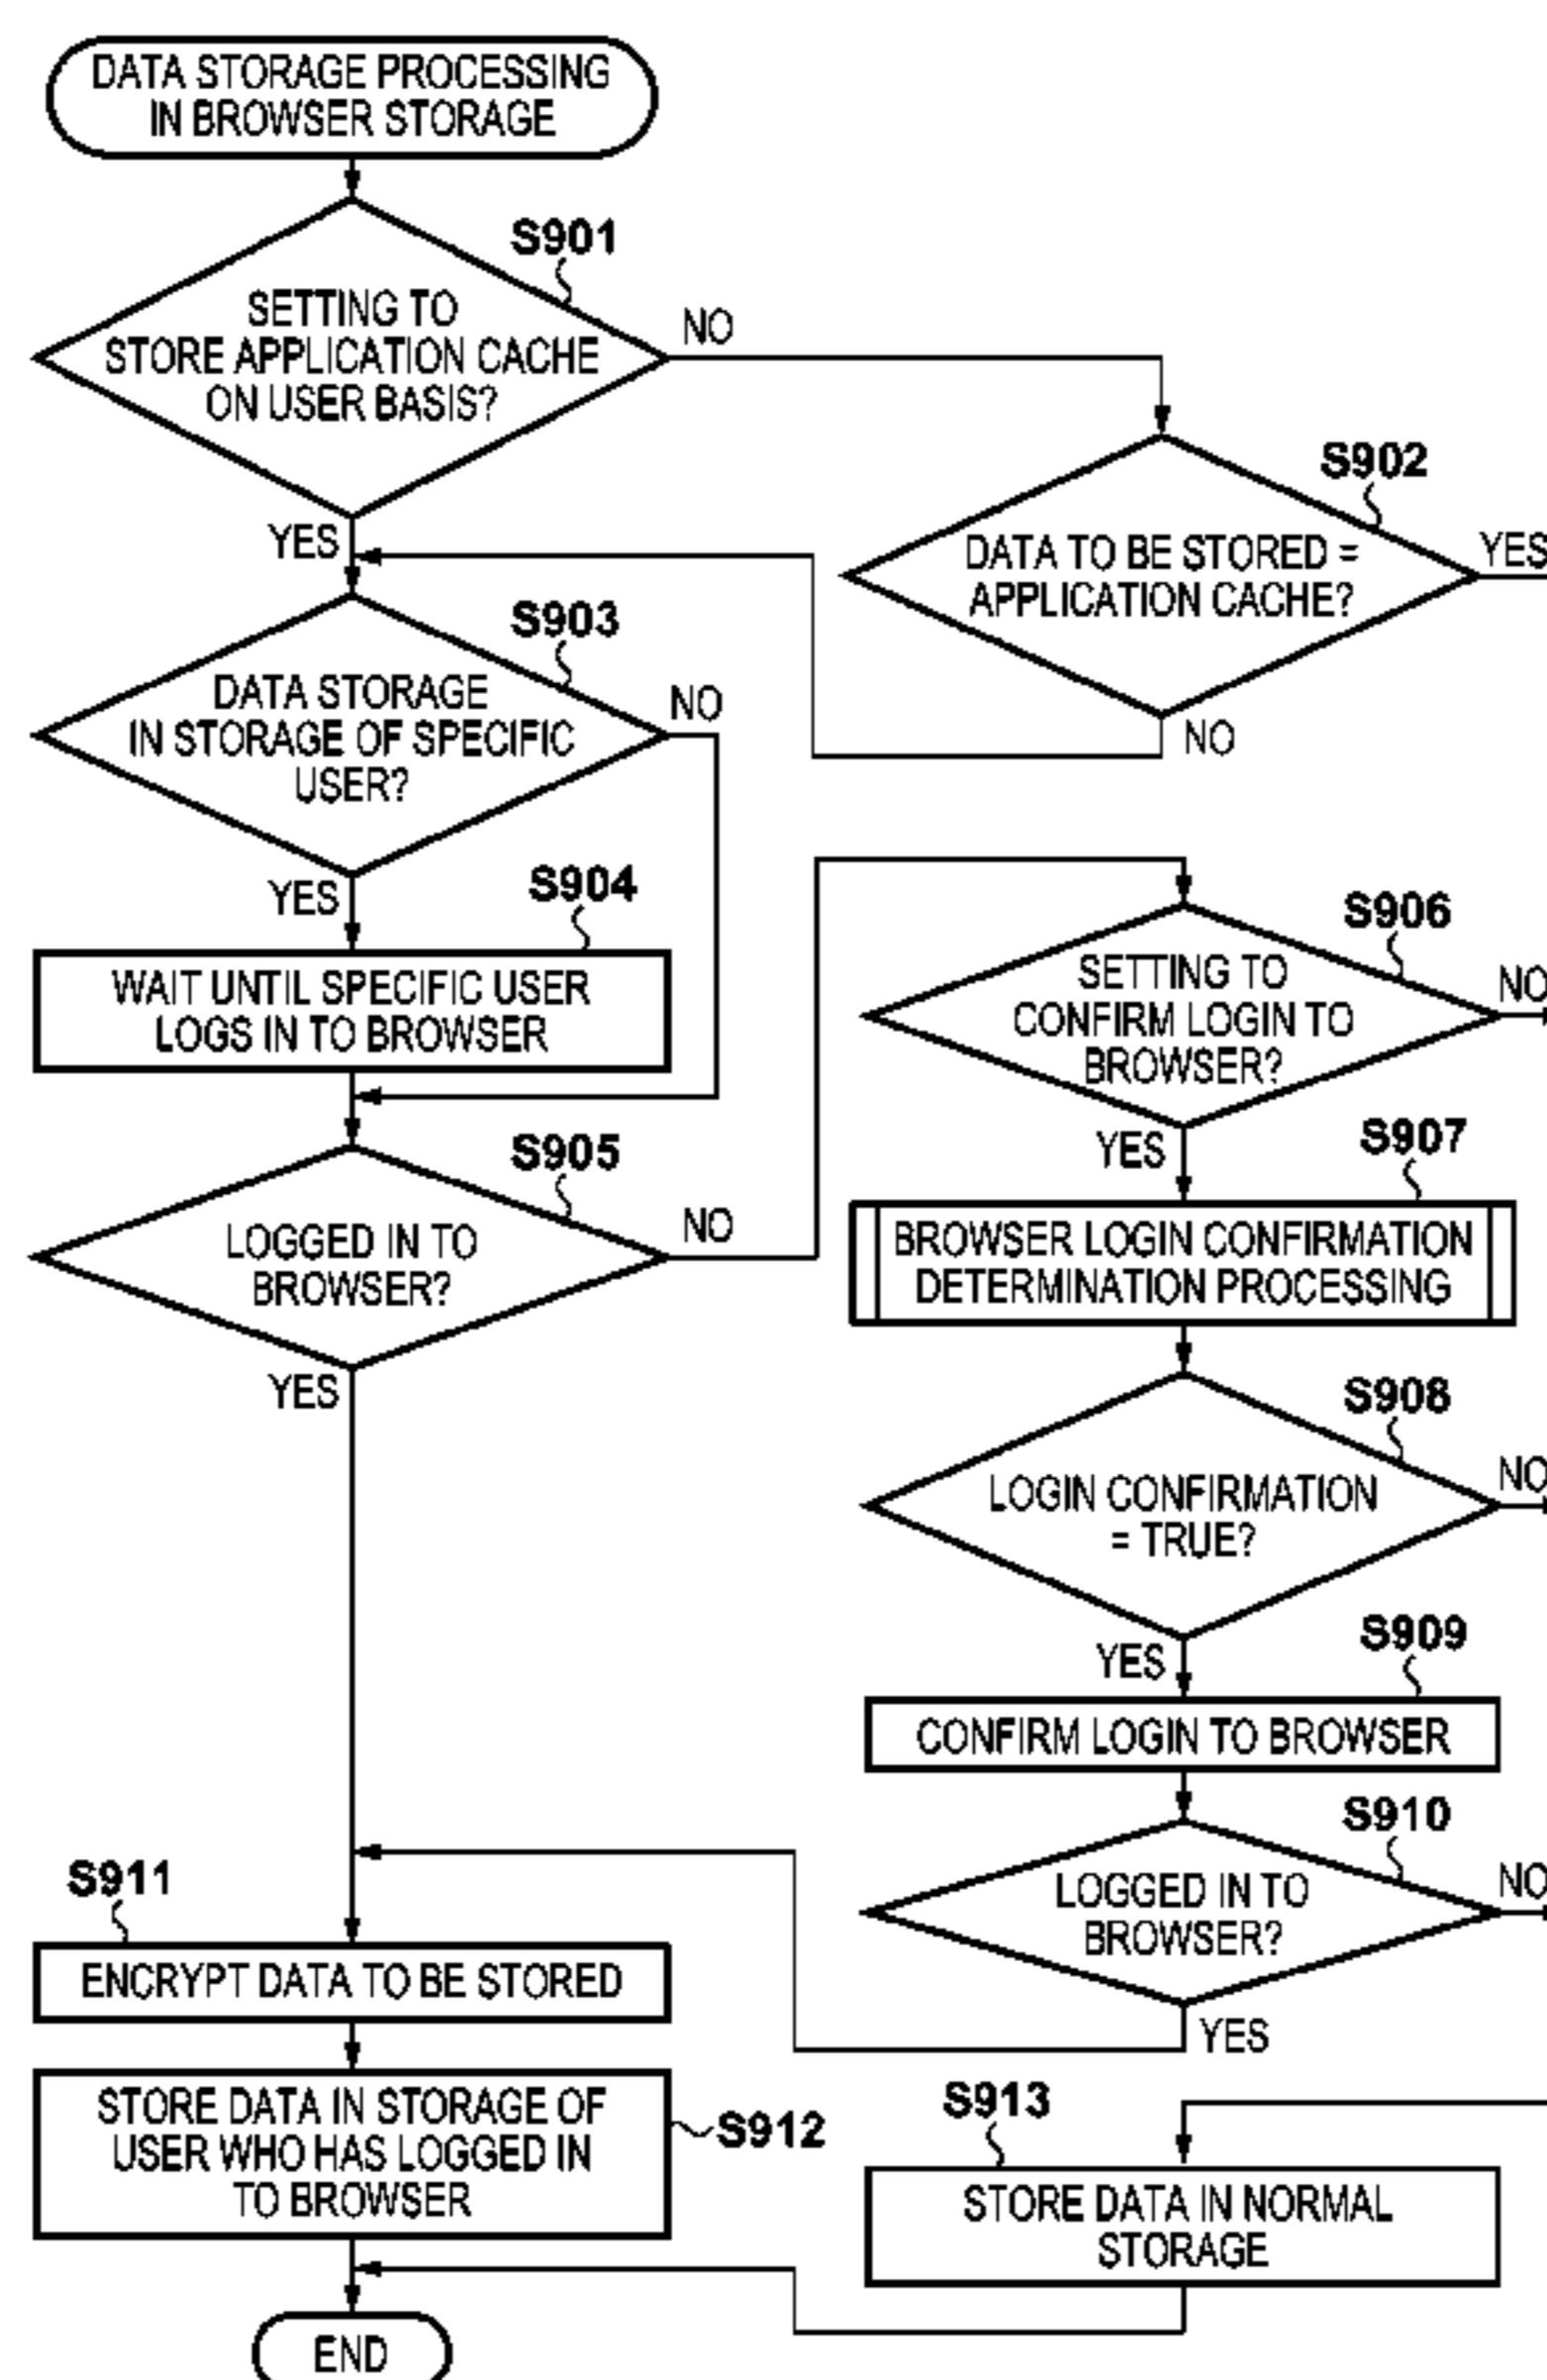 DATA STORAGE PROCESSING
IN BROWSER STORAGE
S901
SETTING TO
STORE APPLICATION CACHE
ON USER BASIS?
NO
YES
S902
DATA TO BE STORED =
APPLICATION CACHE?
YES
NO
S903
DATA STORAGE
IN STORAGE OF SPECIFIC
USER?
NO
YES
S904
WAIT UNTIL SPECIFIC USER
LOGS IN TO BROWSER
S905
LOGGED IN TO
BROWSER?
NO
YES
S906
SETTING TO
CONFIRM LOGIN TO
BROWSER?
NO
YES
S907
BROWSER LOGIN CONFIRMATION
DETERMINATION PROCESSING
S908
LOGIN CONFIRMATION
= TRUE?
NO
YES
S909
CONFIRM LOGIN TO BROWSER
S910
LOGGED IN TO
BROWSER?
NO
YES
S911
ENCRYPT DATA TO BE STORED
STORE DATA IN STORAGE OF
USER WHO HAS LOGGED IN
TO BROWSER
S912
S913
STORE DATA IN NORMAL
STORAGE
END